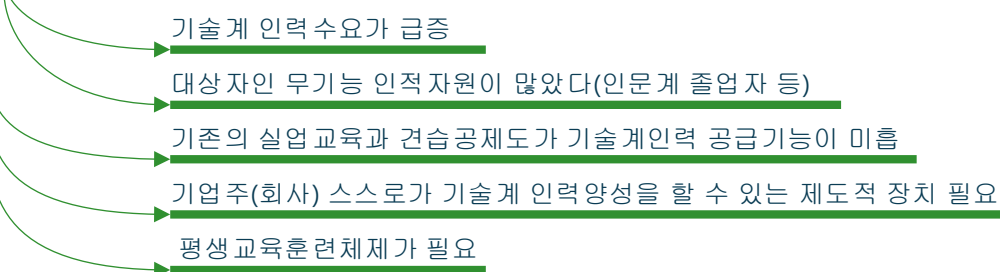 기술계 인력수요가 급증
대상자인 무기능 인적자원이 많았다(인문계 졸업자 등)
기존의 실업교육과 견습공제도가 기술계인력 공급기능이 미흡
기업주(회사) 스스로가 기술계 인력양성을 할 수 있는 제도적 장치 필요
평생교육훈련체제가 필요